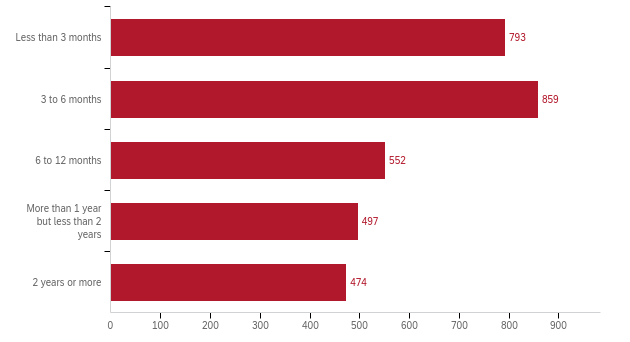 Less than 3 months
793
3 to 6 months
859
6 to 12 months
552
More than 1 year
but less than 2
years
497
2 years or more
474
0 100 200 300 400 500 600 700 800 900